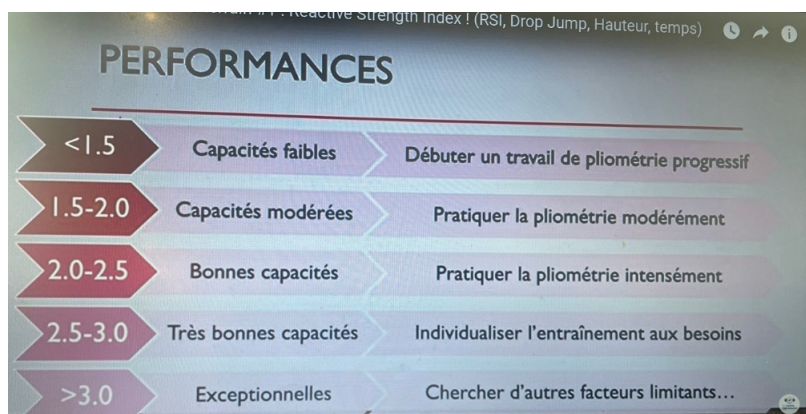 Reactive Strength Index ! (RSI, Drop Jump, Hauteur, temps)
PERFORMANCES
<1.5 Capacités faibles Débuter un travail de pliométrie progressif
1.5-2.0 Capacités modérées Pratiquer la pliométrie modérément
2.0-2.5 Bonnes capacités Pratiquer la pliométrie intensément
2.5-3.0 Très bonnes capacités Individualiser l'entraînement aux besoins
>3.0 Exceptionnelles Chercher d'autres facteurs limitants...